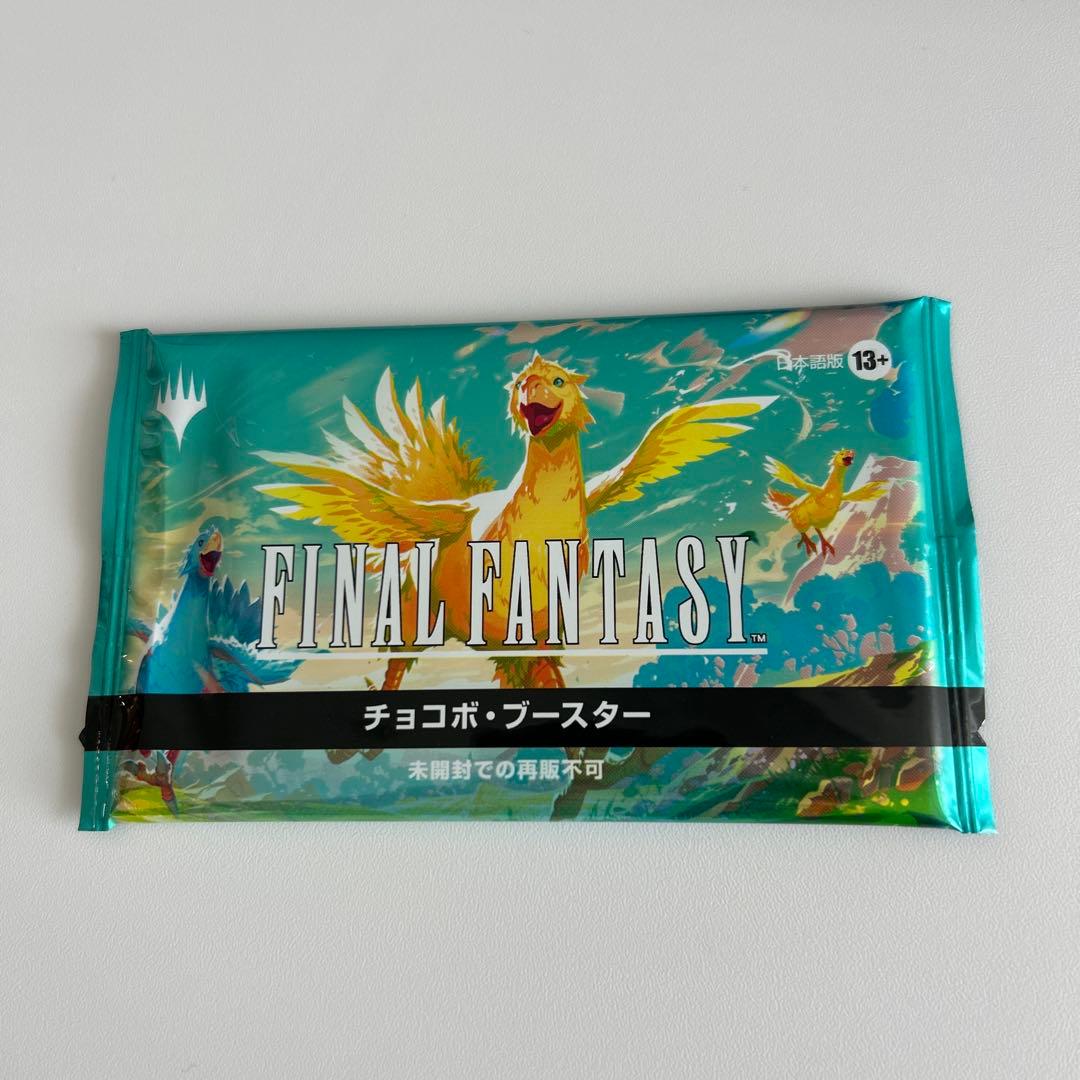 日本語版 13+
FINAL FANTASY™
チョコボ・ブースター
未開封での再販不可